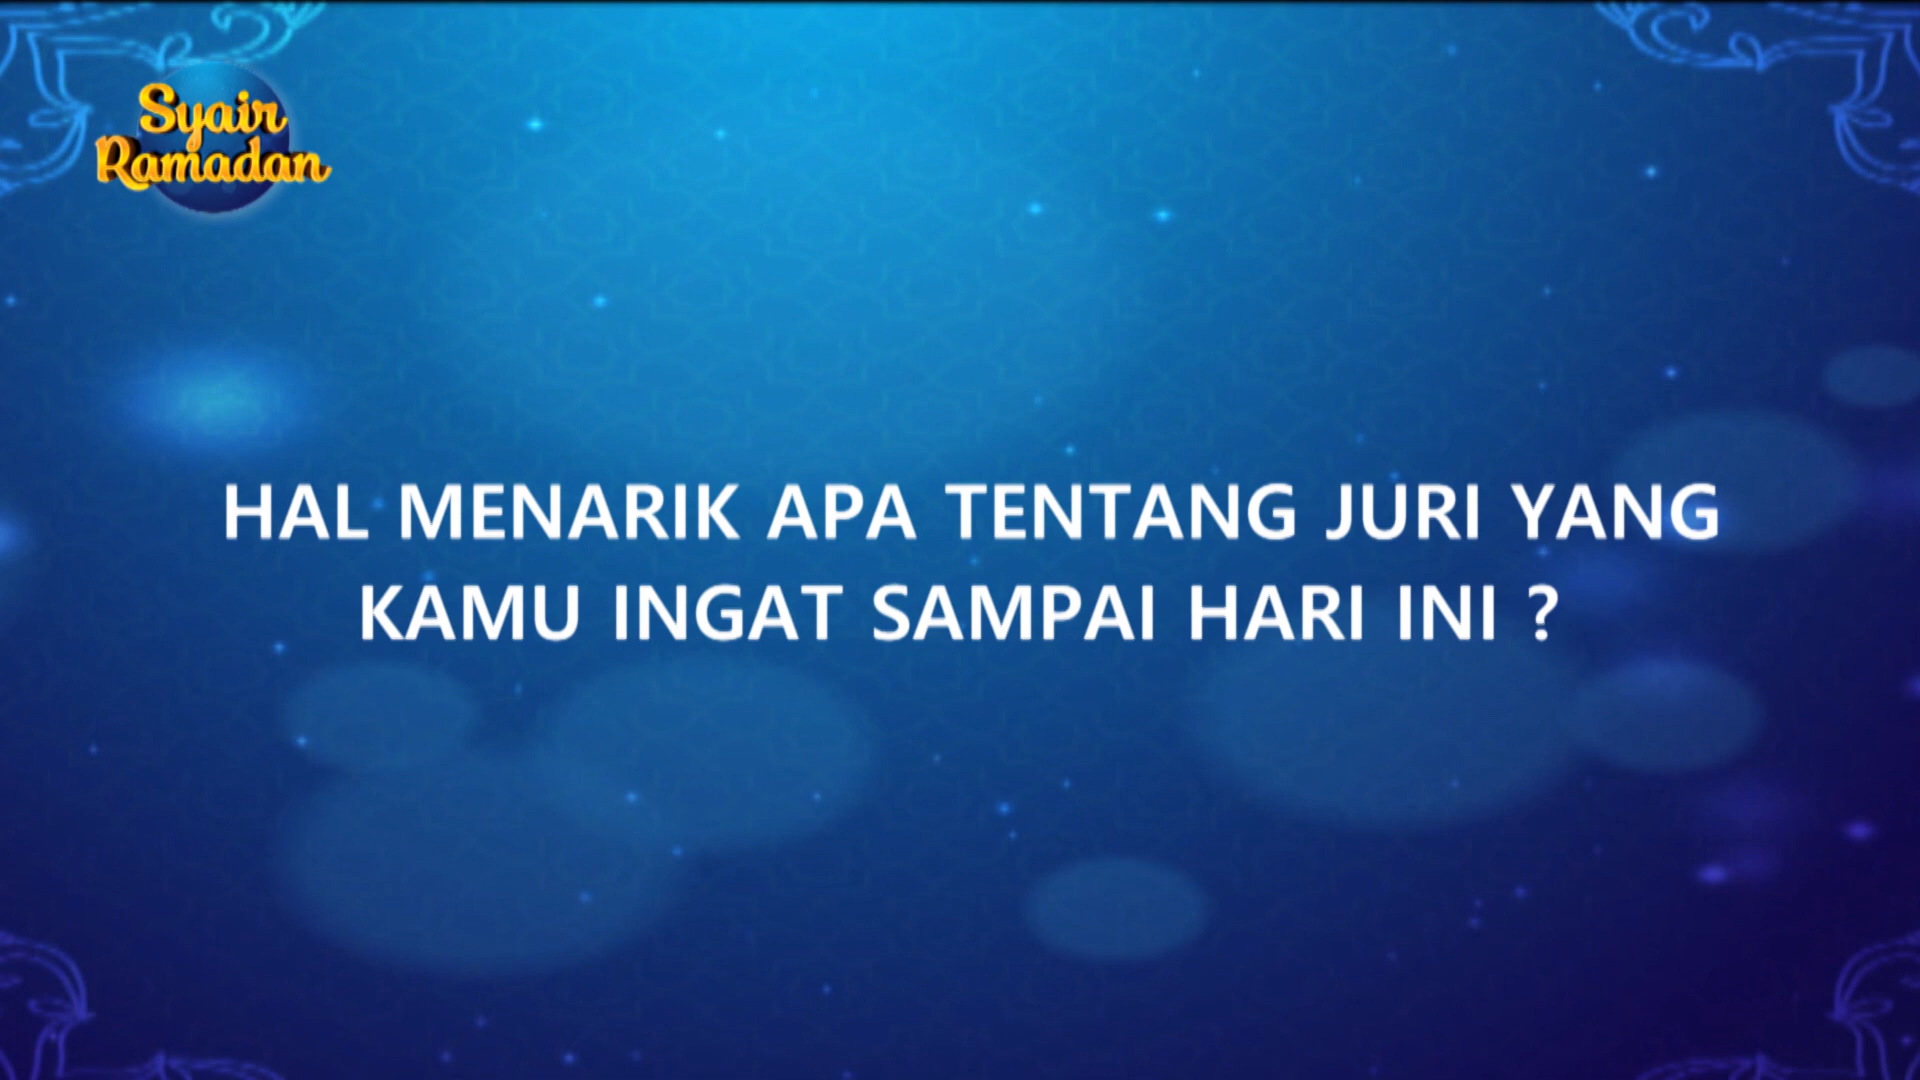 Syair
Ramadan
HAL MENARIK APA TENTANG JURI YANG
KAMU INGAT SAMPAI HARI INI ?